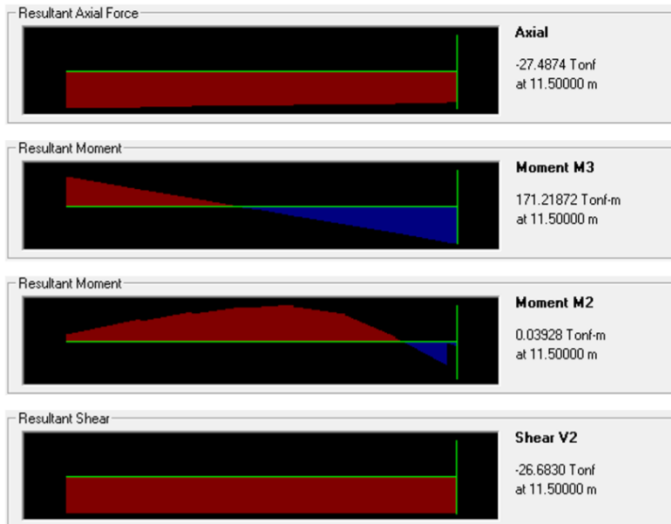 Resultant Axial Force
Axial
-27.4874 Tonf
at 11.50000 m
Resultant Moment
Moment M3
171.21872 Tonf-m
at 11.50000 m
Resultant Moment
Moment M2
0.03928 Tonf-m
at 11.50000 m
Resultant Shear
Shear V2
-26.6830 Tonf
at 11.50000 m